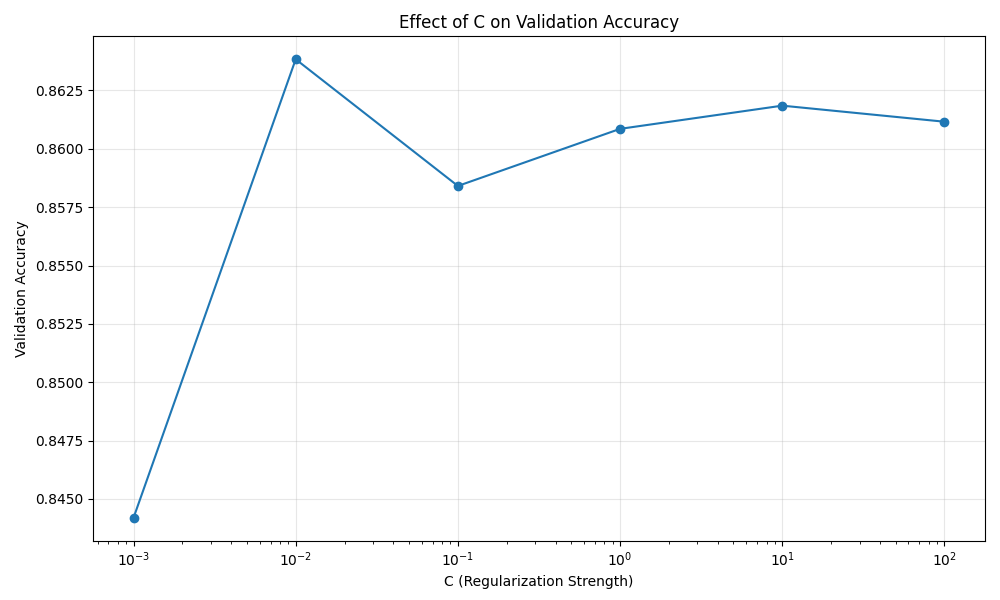 Effect of C on Validation Accuracy
Validation Accuracy
0.8625
0.8600
0.8575
0.8550
0.8525
0.8500
0.8475
0.8450
10⁻³ 10⁻² 10⁻¹ 10⁰ 10¹ 10²
C (Regularization Strength)